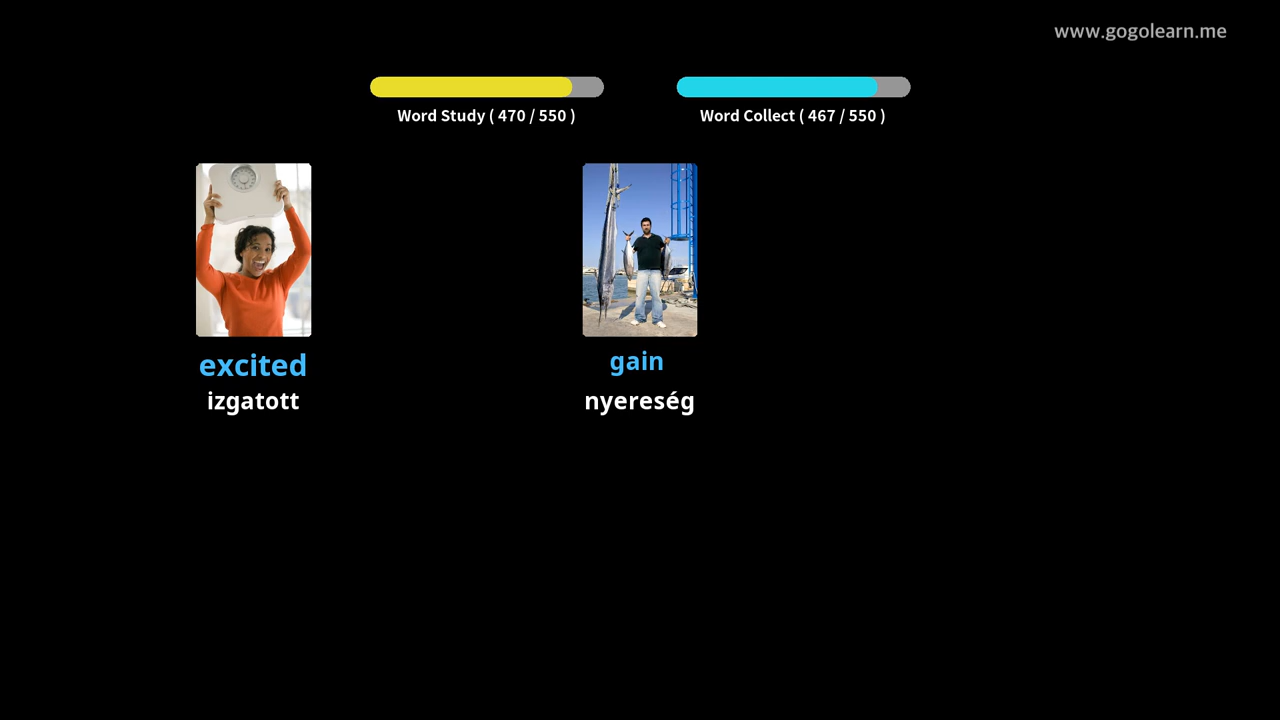 www.gogolearn.me
Word Study ( 470 / 550 )
Word Collect ( 467 / 550 )
excited
izgatott
gain
nyereség